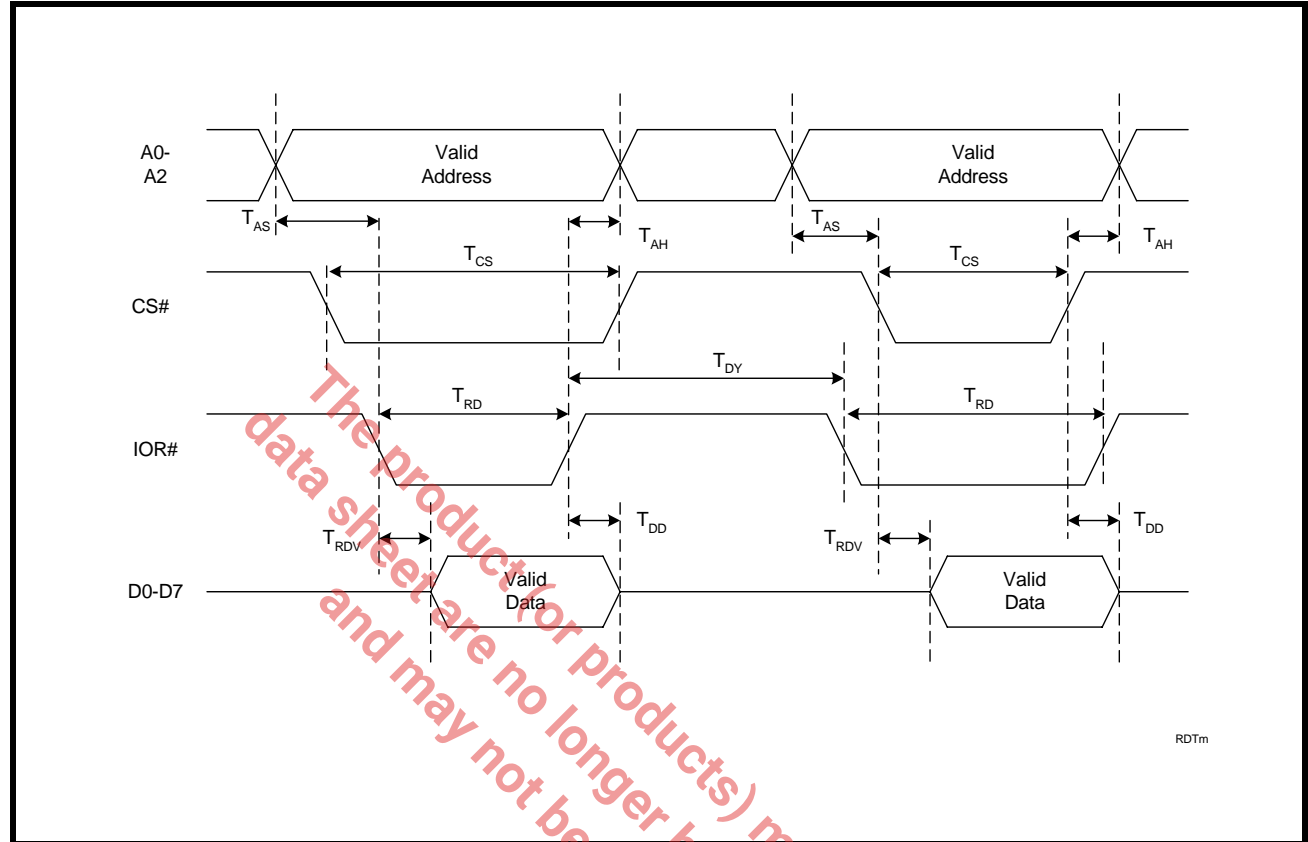 A0-
A2
Valid
Address
Valid
Address
TAS
TAH
TAS
TAH
TCS
TCS
CS#
TDY
TRD
TRD
IOR#
TRDV
TDD
TRDV
TDD
D0-D7
Valid
Data
Valid
Data
RDTm
The product (or products) m
data sheet are no longer b
and may not be